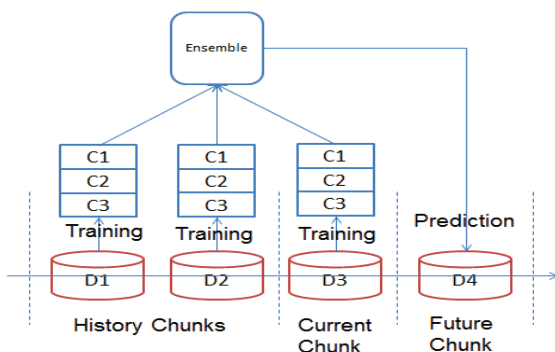 Ensemble
C1 C1 C1
C2 C2 C2
C3 C3 C3
Training Training Training Prediction
D1 D2 D3 D4
History Chunks Current Chunk Future Chunk